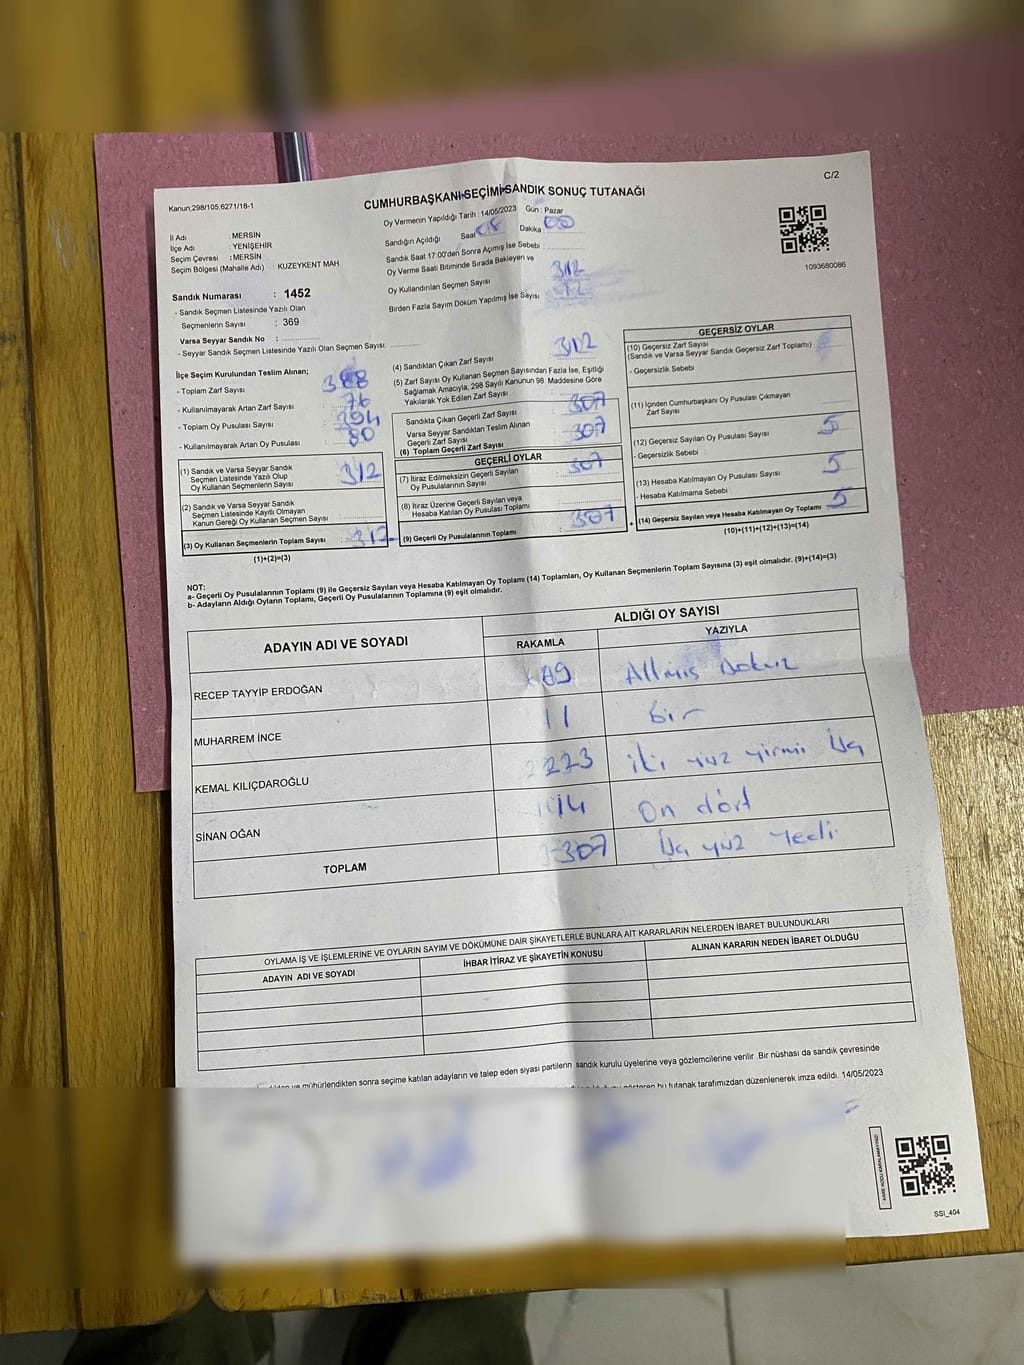 C/2
Kanun;298/105,6271/18-1
CUMHURBAŞKANI SEÇİMİ SANDIK SONUÇ TUTANAĞI
Oy Vermenin Yapıldığı Tarih : 14/05/2023 Gün : Pazar
İl Adı : MERSİN
İlçe Adı : YENİŞEHİR
Seçim Çevresi : MERSİN
Seçim Bölgesi (Mahalle Adı) : KUZEYKENT MAH.
Sandığın Açıldığı Saat Dakika 00
Sandık Saat 17.00'den Sonra Açımış İse Sebebi :
Oy Verme Saati Bitiminde Sırada Bekleyen ve
Oy Kullandırılan Seçmen Sayısı
Birden Fazla Sayım Döküm Yapılmış İse Sayısı
312
1093680086
Sandık Numarası : 1452
- Sandık Seçmen Listesinde Yazılı Olan
Seçmenlerin Sayısı : 369
Varsa Seyyar Sandık No :
- Seyyar Sandık Seçmen Listesinde Yazılı Olan Seçmen Sayısı:
İlçe Seçim Kurulundan Teslim Alınan;
- Toplam Zarf Sayısı
- Kullanılmayarak Artan Zarf Sayısı : 76
- Toplam Oy Pusulası Sayısı
- Kullanılmayarak Artan Oy Pusulası : 80
(1) Sandık ve Varsa Seyyar Sandık
Seçmen Listesinde Yazılı Olup
Oy Kullanan Seçmenlerin Sayısı : 312
(2) Sandık ve Varsa Seyyar Sandık
Seçmen Listesinde Kayıtlı Olmayan
Kanun Gereği Oy Kullanan Seçmen Sayısı :
(3) Oy Kullanan Seçmenlerin Toplam Sayısı : 312
(1)+(2)=(3)
(4) Sandıktan Çıkan Zarf Sayısı 312
(5) Zarf Sayısı Oy Kullanan Seçmen Sayısından Fazla İse, Eşitliği
Sağlamak Amacıyla, 298 Sayılı Kanunun 98. Maddesine Göre
Yakılarak Yok Edilen Zarf Sayısı
Sandıkta Çıkan Geçerli Zarf Sayısı 307
Varsa Seyyar Sandıktan Teslim Alınan
Geçerli Zarf Sayısı
(6) Toplam Geçerli Zarf Sayısı 307
GEÇERLİ OYLAR
(7) İtiraz Edilmeksizin Geçerli Sayılan
Oy Pusulalarının Sayısı 307
(8) İtiraz Üzerine Geçerli Sayılan veya
Hesaba Katılan Oy Pusulası Toplamı
(9) Geçerli Oy Pusulalarının Toplamı 307
GEÇERSİZ OYLAR
(10) Geçersiz Zarf Sayısı
(Sandık ve Varsa Seyyar Sandık Geçersiz Zarf Toplamı) :
- Geçersizlik Sebebi
(11) İçinden Cumhurbaşkanı Oy Pusulası Çıkmayan
Zarf Sayısı
(12) Geçersiz Sayılan Oy Pusulası Sayısı 5
- Geçersizlik Sebebi
(13) Hesaba Katılmayan Oy Pusulası Sayısı 5
- Hesaba Katılmama Sebebi
+ (14) Geçersiz Sayılan veya Hesaba Katılmayan Oy Toplamı 5
(10)+(11)+(12)+(13)=(14)
NOT:
a- Geçerli Oy Pusulalarının Toplamı (9) ile Geçersiz Sayılan veya Hesaba Katılmayan Oy Toplamı (14) Toplamları, Oy Kullanan Seçmenlerin Toplam Sayısına (3) eşit olmalıdır. (9)+(14)=(3)
b- Adayların Aldığı Oyların Toplamı, Geçerli Oy Pusulalarının Toplamına (9) eşit olmalıdır.
ADAYIN ADI VE SOYADI
ALDIĞI OY SAYISI
RAKAMLA YAZIYLA
RECEP TAYYİP ERDOĞAN Altmış dokuz
MUHARREM İNCE bir
KEMAL KILIÇDAROĞLU 223 iki yüz yirmi üç
SİNAN OĞAN 14 On dört
TOPLAM 307 üç yüz yedi
OYLAMA İŞ VE İŞLEMLERİNE VE OYLARIN SAYIM VE DÖKÜMÜNE DAİR ŞİKAYETLERLE BUNLARA AİT KARARLARIN NELERDEN İBARET BULUNDUKLARI
ADAYIN ADI VE SOYADI İHBAR İTİRAZ VE ŞİKAYETİN KONUSU ALINAN KARARIN NEDEN İBARET OLDUĞU
ve mühürlendikten sonra seçime katılan adayların ve talep eden siyasi partilerin sandık kurulu üyelerine veya gözlemcilerine verilir .Bir nüshası da sandık çevresinde
bu tutanak tarafımızdan düzenlenerek imza edildi. 14/05/2023
KARE KODU KARALAMAYINIZ!
SSI_404